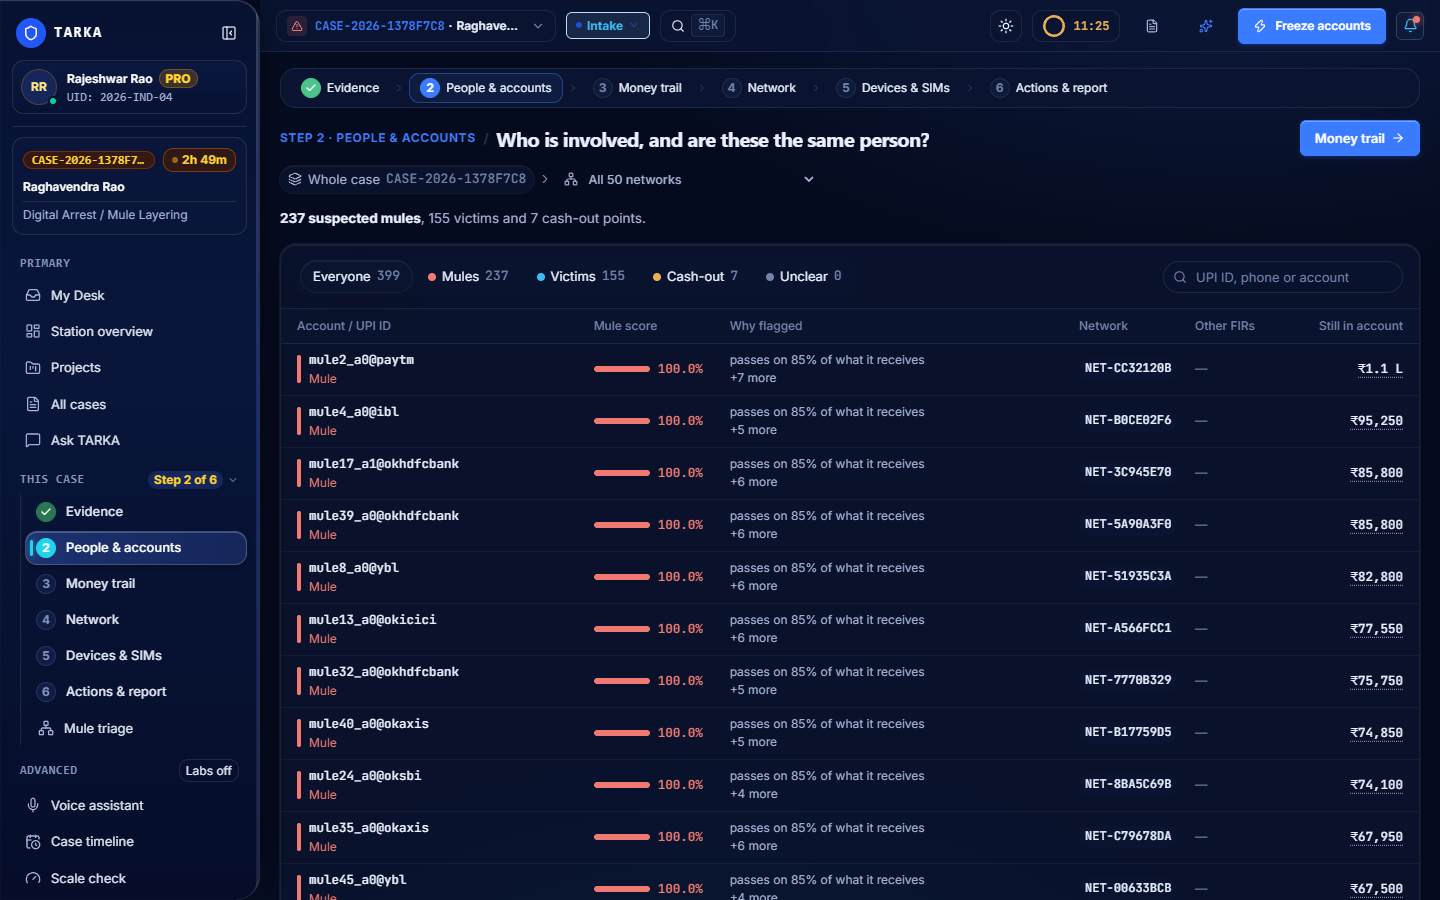 TARKA
RR
Rajeshwar Rao PRO
UID: 2026-IND-04
CASE-2026-1378F7… 2h 49m
Raghavendra Rao
Digital Arrest / Mule Layering
PRIMARY
My Desk
Station overview
Projects
All cases
Ask TARKA
THIS CASE Step 2 of 6
Evidence
2 People & accounts
3 Money trail
4 Network
5 Devices & SIMs
6 Actions & report
Mule triage
ADVANCED Labs off
Voice assistant
Case timeline
Scale check
CASE-2026-1378F7C8 · Raghave... Intake ⌘K 11:25 Freeze accounts
Evidence 2 People & accounts 3 Money trail 4 Network 5 Devices & SIMs 6 Actions & report
STEP 2 · PEOPLE & ACCOUNTS / Who is involved, and are these the same person? Money trail →
Whole case CASE-2026-1378F7C8 > All 50 networks
237 suspected mules, 155 victims and 7 cash-out points.
Everyone 399 Mules 237 Victims 155 Cash-out 7 Unclear 0 UPI ID, phone or account
Account / UPI ID Mule score Why flagged Network Other FIRs Still in account
mule2_a0@paytm 100.0% passes on 85% of what it receives NET-CC32120B — ₹1.1 L
Mule +7 more
mule4_a0@ibl 100.0% passes on 85% of what it receives NET-B0CE02F6 — ₹95,250
Mule +5 more
mule17_a1@okhdfcbank 100.0% passes on 85% of what it receives NET-3C945E70 — ₹85,800
Mule +6 more
mule39_a0@okhdfcbank 100.0% passes on 85% of what it receives NET-5A90A3F0 — ₹85,800
Mule +6 more
mule8_a0@ybl 100.0% passes on 85% of what it receives NET-51935C3A — ₹82,800
Mule +6 more
mule13_a0@okicici 100.0% passes on 85% of what it receives NET-A566FCC1 — ₹77,550
Mule +6 more
mule32_a0@okhdfcbank 100.0% passes on 85% of what it receives NET-7770B329 — ₹75,750
Mule +5 more
mule40_a0@okaxis 100.0% passes on 85% of what it receives NET-B17759D5 — ₹74,850
Mule +5 more
mule24_a0@oksbi 100.0% passes on 85% of what it receives NET-8BA5C69B — ₹74,100
Mule +4 more
mule35_a0@okaxis 100.0% passes on 85% of what it receives NET-C79678DA — ₹67,950
Mule +6 more
mule45_a0@ybl 100.0% passes on 85% of what it receives NET-00633BCB — ₹67,500
Mule +4 more